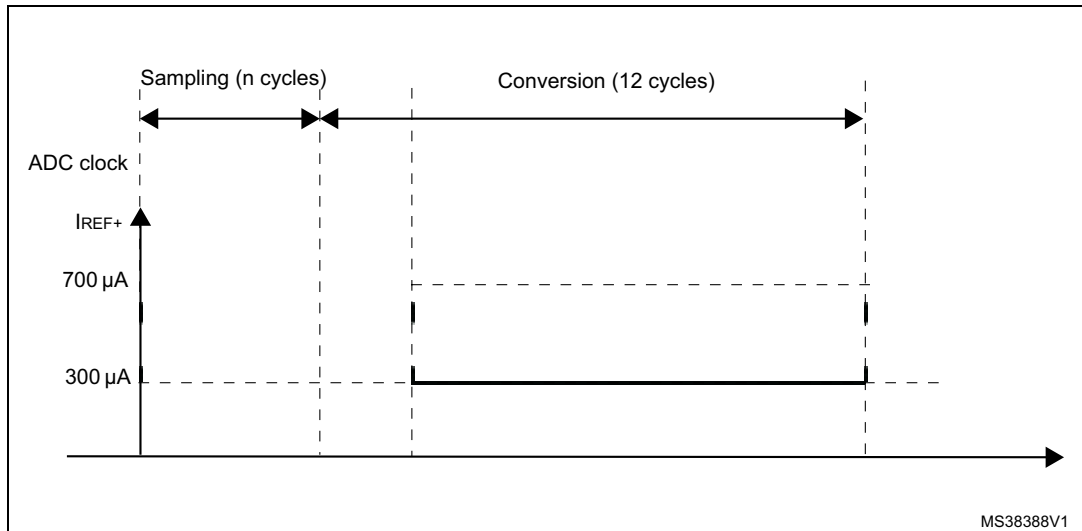 Sampling (n cycles)
Conversion (12 cycles)
ADC clock
IREF+
700 µA
300 µA
MS38388V1